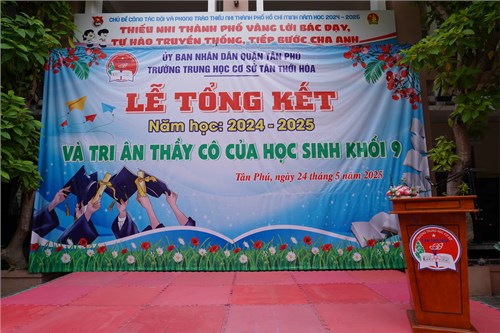 CHỦ ĐỀ CÔNG TÁC ĐỘI VÀ PHONG TRÀO THIẾU NHI THÀNH PHỐ HỒ CHÍ MINH NĂM HỌC 2024 - 2025
THIẾU NHI THÀNH PHỐ VÂNG LỜI BÁC DẠY,
TỰ HÀO TRUYỀN THỐNG, TIẾP BƯỚC CHA ANH
ỦY BAN NHÂN DÂN QUẬN TÂN PHÚ
TRƯỜNG TRUNG HỌC CƠ SỞ TÂN THỚI HÒA
LỄ TỔNG KẾT
Năm học: 2024 - 2025
VÀ TRI ÂN THẦY CÔ CỦA HỌC SINH KHỐI 9
Tân Phú, ngày 24 tháng 5 năm 2025